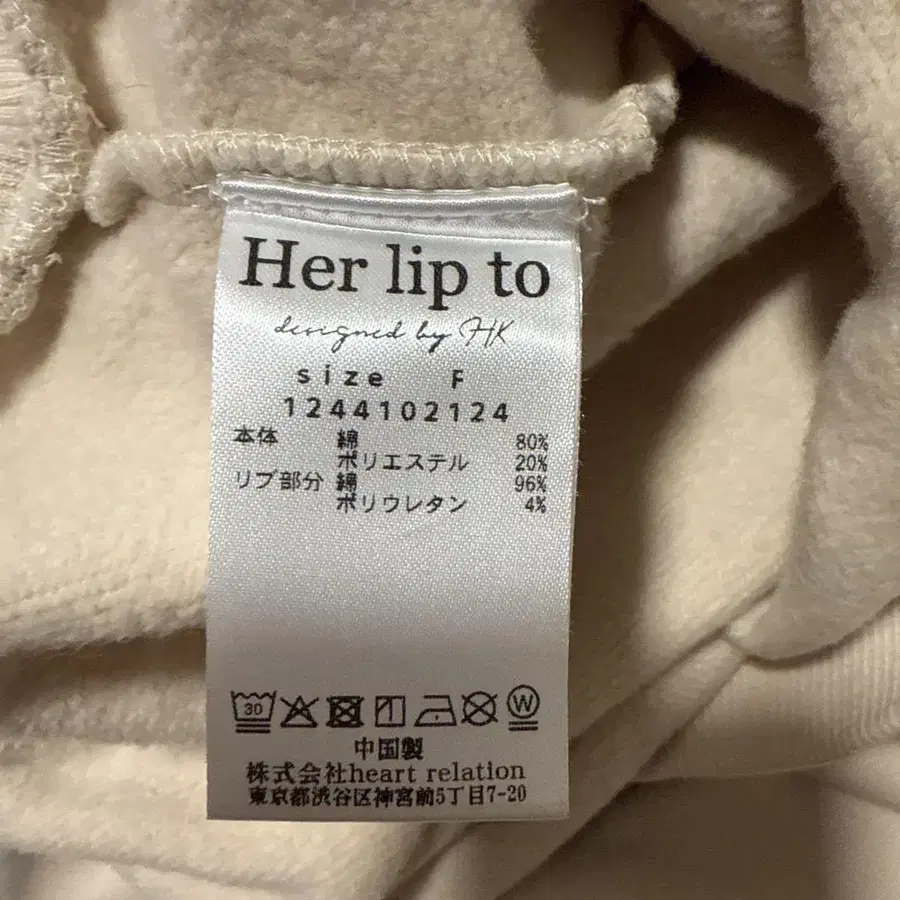 Her lip to
designed by HK
size F
1244102124
本体 綿 80%
ポリエステル 20%
リブ部分 綿 96%
ポリウレタン 4%
30 W
中国製
株式会社heart relation
東京都渋谷区神宮前5丁目7-20